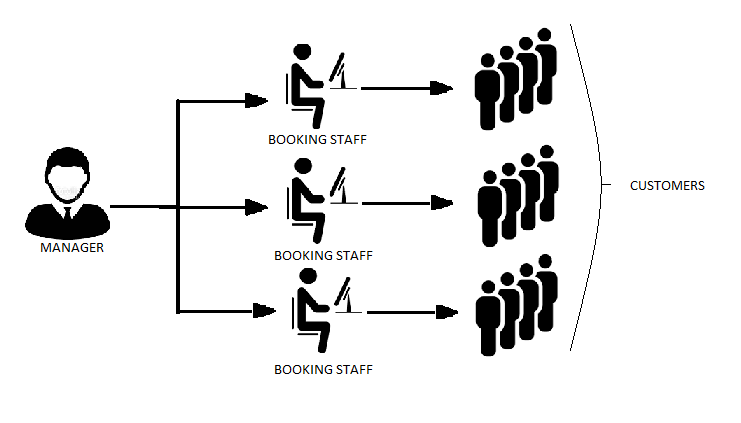 BOOKING STAFF
MANAGER
BOOKING STAFF
BOOKING STAFF
CUSTOMERS